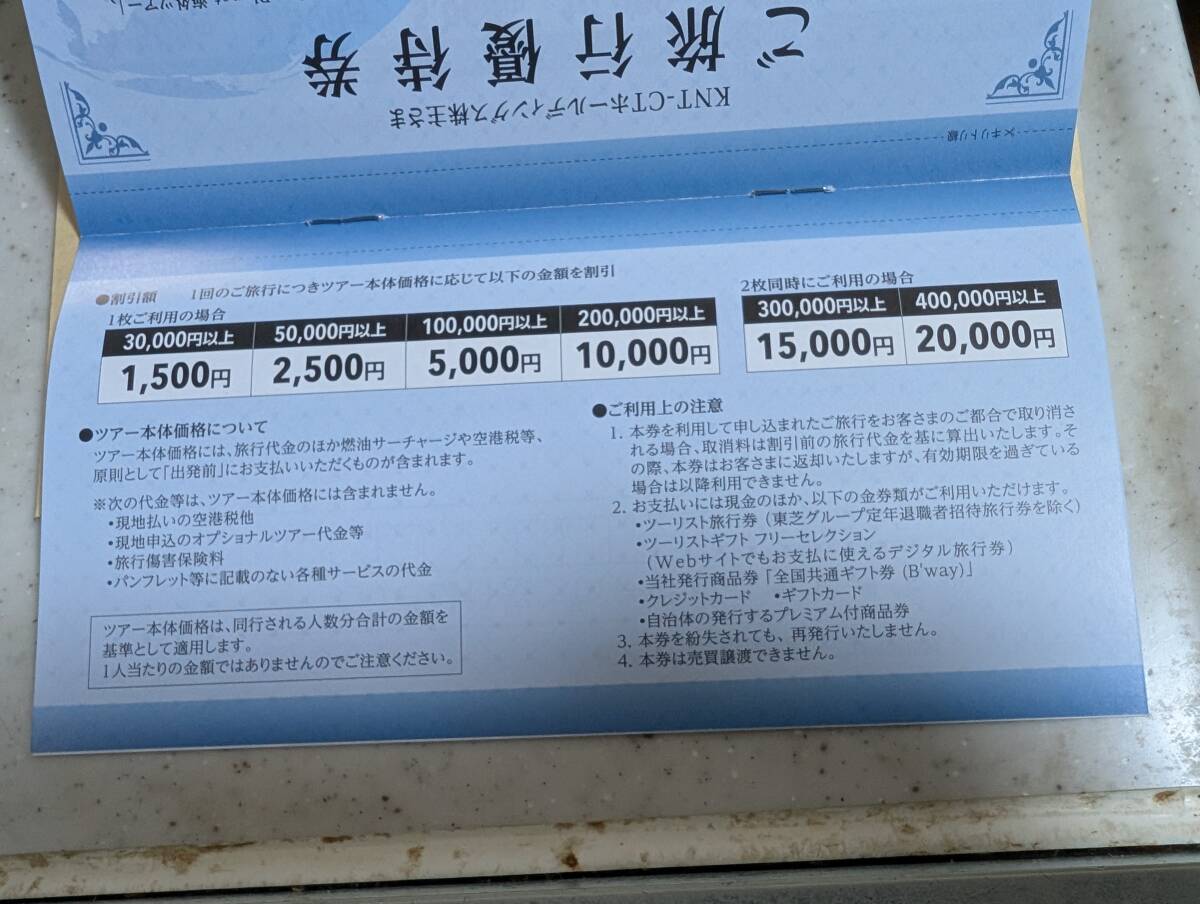 ご旅行優待券
KNT-CTホールディングス株主さま
✕キリトリ線
●割引額 1回のご旅行につきツアー本体価格に応じて以下の金額を割引
1枚ご利用の場合
30,000円以上 50,000円以上 100,000円以上 200,000円以上
1,500円 2,500円 5,000円 10,000円
2枚同時にご利用の場合
300,000円以上 400,000円以上
15,000円 20,000円
●ツアー本体価格について
ツアー本体価格には、旅行代金のほか燃油サーチャージや空港税等、
原則として「出発前」にお支払いいただくものが含まれます。
※次の代金等は、ツアー本体価格には含まれません。
•現地払いの空港税他
•現地申込のオプショナルツアー代金等
•旅行傷害保険料
•パンフレット等に記載のない各種サービスの代金
ツアー本体価格は、同行される人数分合計の金額を
基準として適用します。
1人当たりの金額ではありませんのでご注意ください。
●ご利用上の注意
1. 本券を利用して申し込まれたご旅行をお客さまのご都合で取り消さ
れる場合、取消料は割引前の旅行代金を基に算出いたします。そ
の際、本券はお客さまに返却いたしますが、有効期限を過ぎている
場合は以降利用できません。
2. お支払いには現金のほか、以下の金券類がご利用いただけます。
•ツーリスト旅行券（東芝グループ定年退職者招待旅行券を除く）
•ツーリストギフト フリーセレクション
（Webサイトでもお支払に使えるデジタル旅行券）
•当社発行商品券「全国共通ギフト券 (B'way)」
•クレジットカード •ギフトカード
•自治体の発行するプレミアム付商品券
3. 本券を紛失されても、再発行いたしません。
4. 本券は売買譲渡できません。